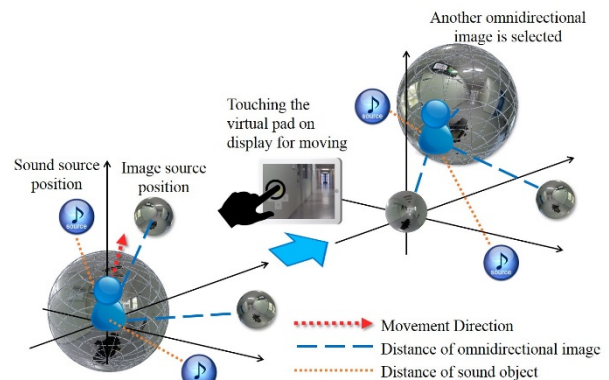 Another omnidirectional
image is selected
Touching the
virtual pad on
display for moving
Sound source
position
Image source
position
source
source
source
source
Movement Direction
Distance of omnidirectional image
Distance of sound object